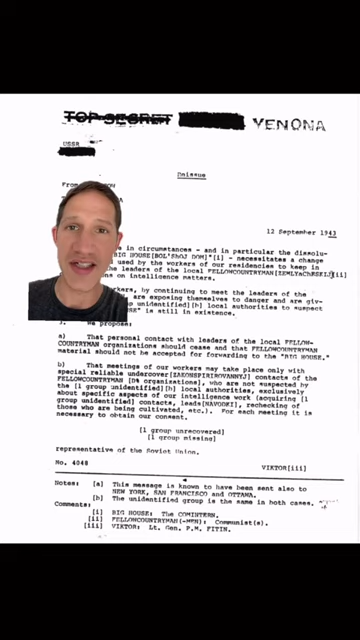 TOP SECRET VENONA
USSR
Unissue
From
12 September 1943
in circumstances - and in particular the dissolu-
BIG HOUSE[BOL'ShOJ DOM]"[i] - necessitates a change
used by the workers of our residencies to keep in
leaders of the local FELLOWCOUNTRYMAN[ZEMLYaChESKIJ][ii]
on intelligence matters.
by continuing to meet the leaders of the
are exposing themselves to danger and are giv-
local authorities to suspect
HOUSE" is still in existence.
We propose:
a) That personal contact with leaders of the local FELLOW-
COUNTRYMAN organizations should cease and that FELLOWCOUNTRYMAN
material should not be accepted for forwarding to the "BIG HOUSE."
b) That meetings of our workers may take place only with
special reliable undercover[ZAKONSPIRIROVANNYJ] contacts of the
FELLOWCOUNTRYMAN organizations], who are not suspected by
the [1 group unidentified][b] local authorities, exclusively
about specific aspects of our intelligence work (acquiring [1
group unidentified] contacts, leads[NAVODKI], rechecking of
those who are being cultivated, etc.). For each meeting it is
necessary to obtain our consent.
[1 group unrecovered]
[1 group missing]
representative of the Soviet Union.
No. 4048 VIKTOR[iii]
Notes: [a] This message is known to have been sent also to
NEW YORK, SAN FRANCISCO and OTTAWA.
[b] The unidentified group is the same in both cases.
Comments:
[i] BIG HOUSE: The COMINTERN.
[ii] FELLOWCOUNTRYMAN(-MEN): Communist(s).
[iii] VIKTOR: Lt. Gen. P.M. FITIN.